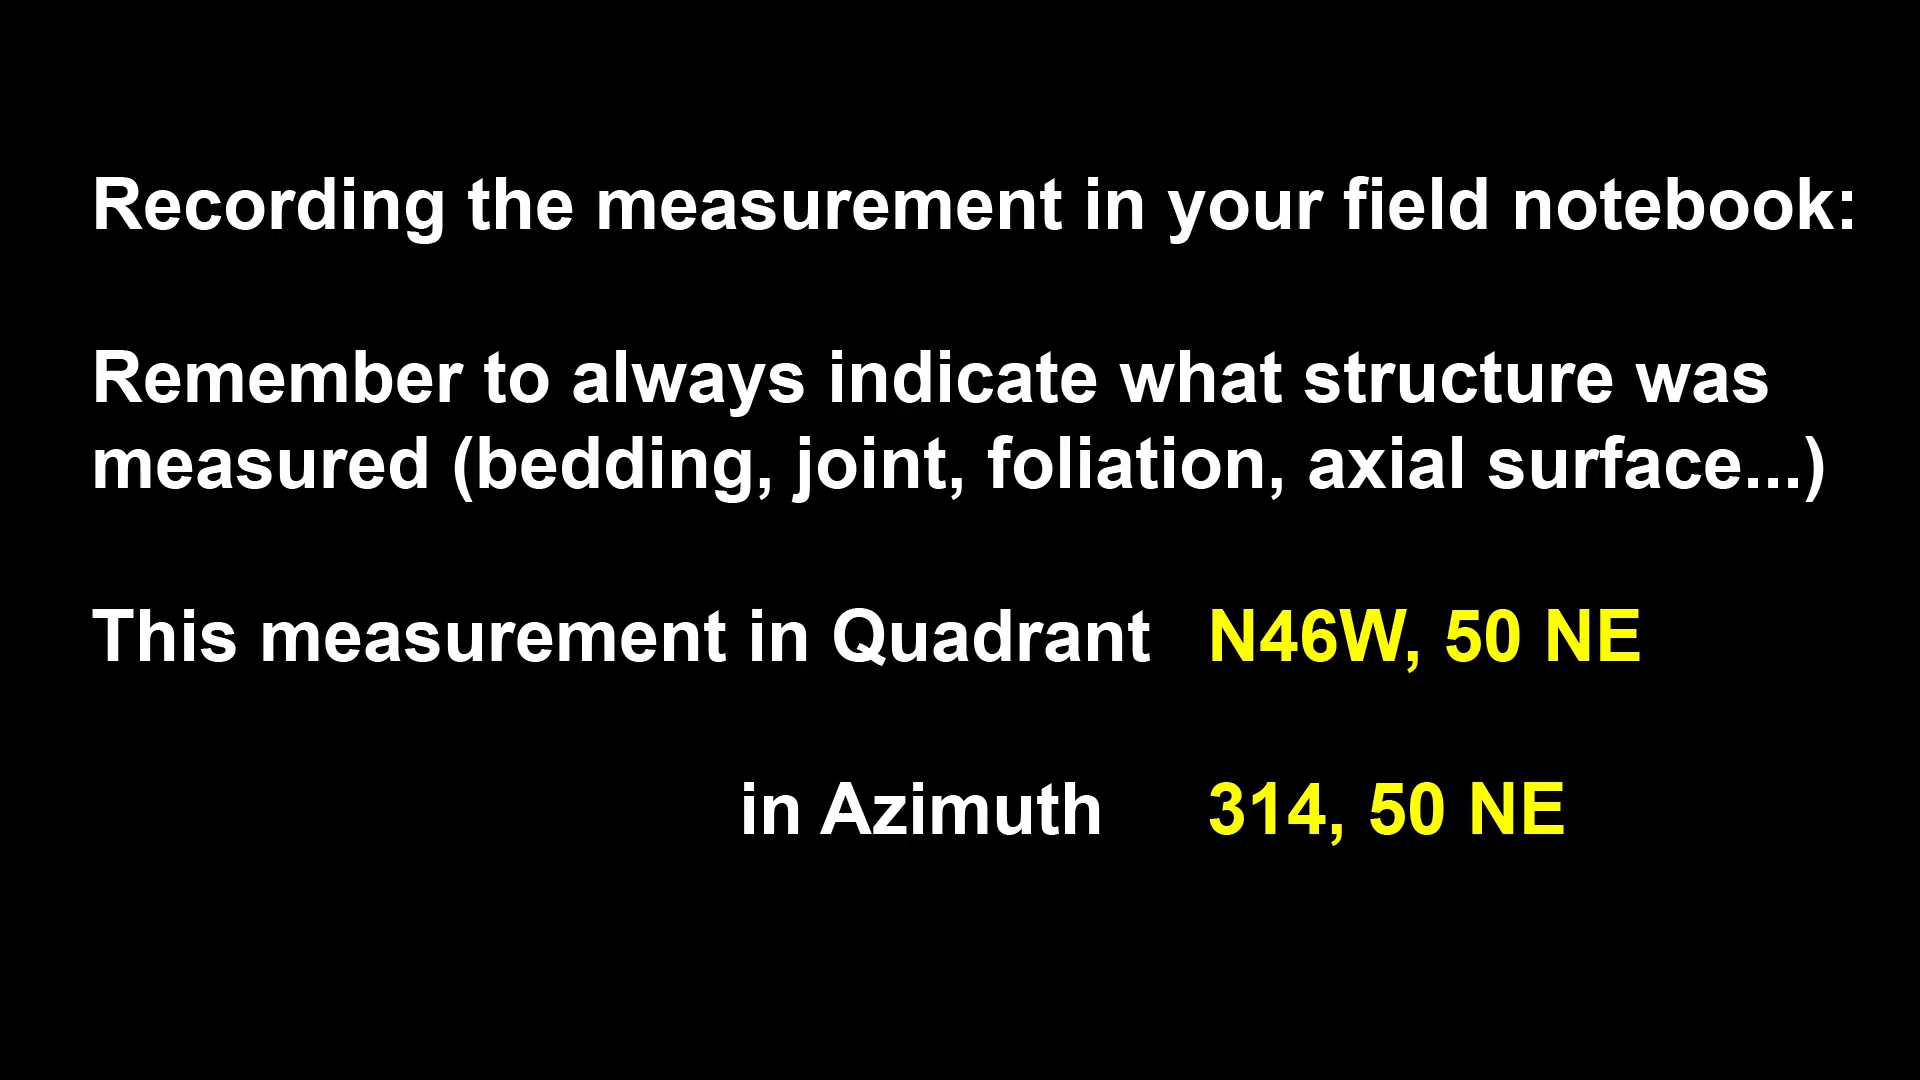 Recording the measurement in your field notebook:
Remember to always indicate what structure was
measured (bedding, joint, foliation, axial surface...)
This measurement in Quadrant N46W, 50 NE
in Azimuth 314, 50 NE